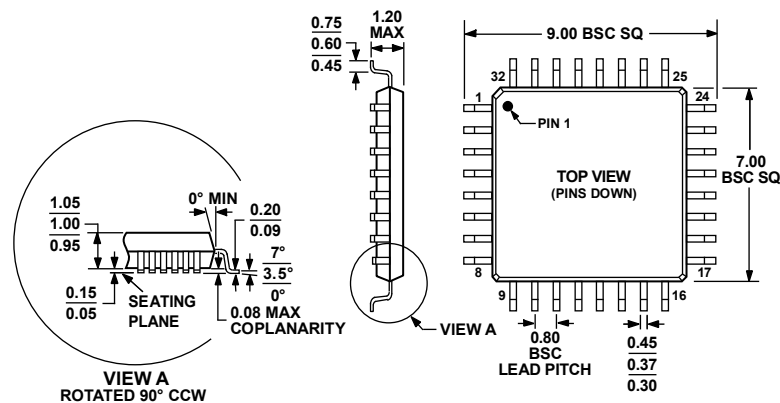 0.75
0.60
0.45
1.20
MAX
9.00 BSC SQ
32
25
1
24
PIN 1
TOP VIEW
(PINS DOWN)
7.00
BSC SQ
0° MIN
1.05
1.00
0.95
0.20
0.09
7°
3.5°
0°
0.15
0.05
SEATING
PLANE
0.08 MAX
COPLANARITY
8
17
9
16
VIEW A
0.80
BSC
LEAD PITCH
0.45
0.37
0.30
VIEW A
ROTATED 90° CCW